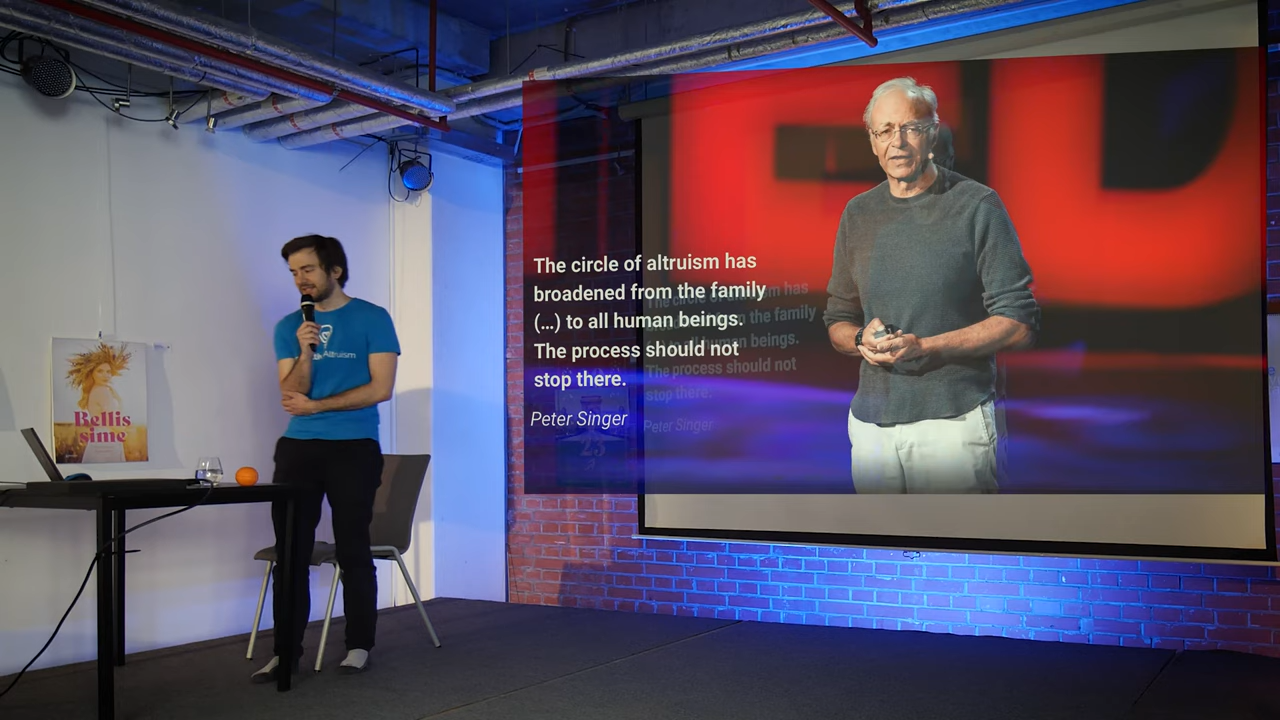 The circle of altruism has
broadened from the family
(...) to all human beings.
The process should not
stop there.
Peter Singer
Bellis
sime
Altruism
23